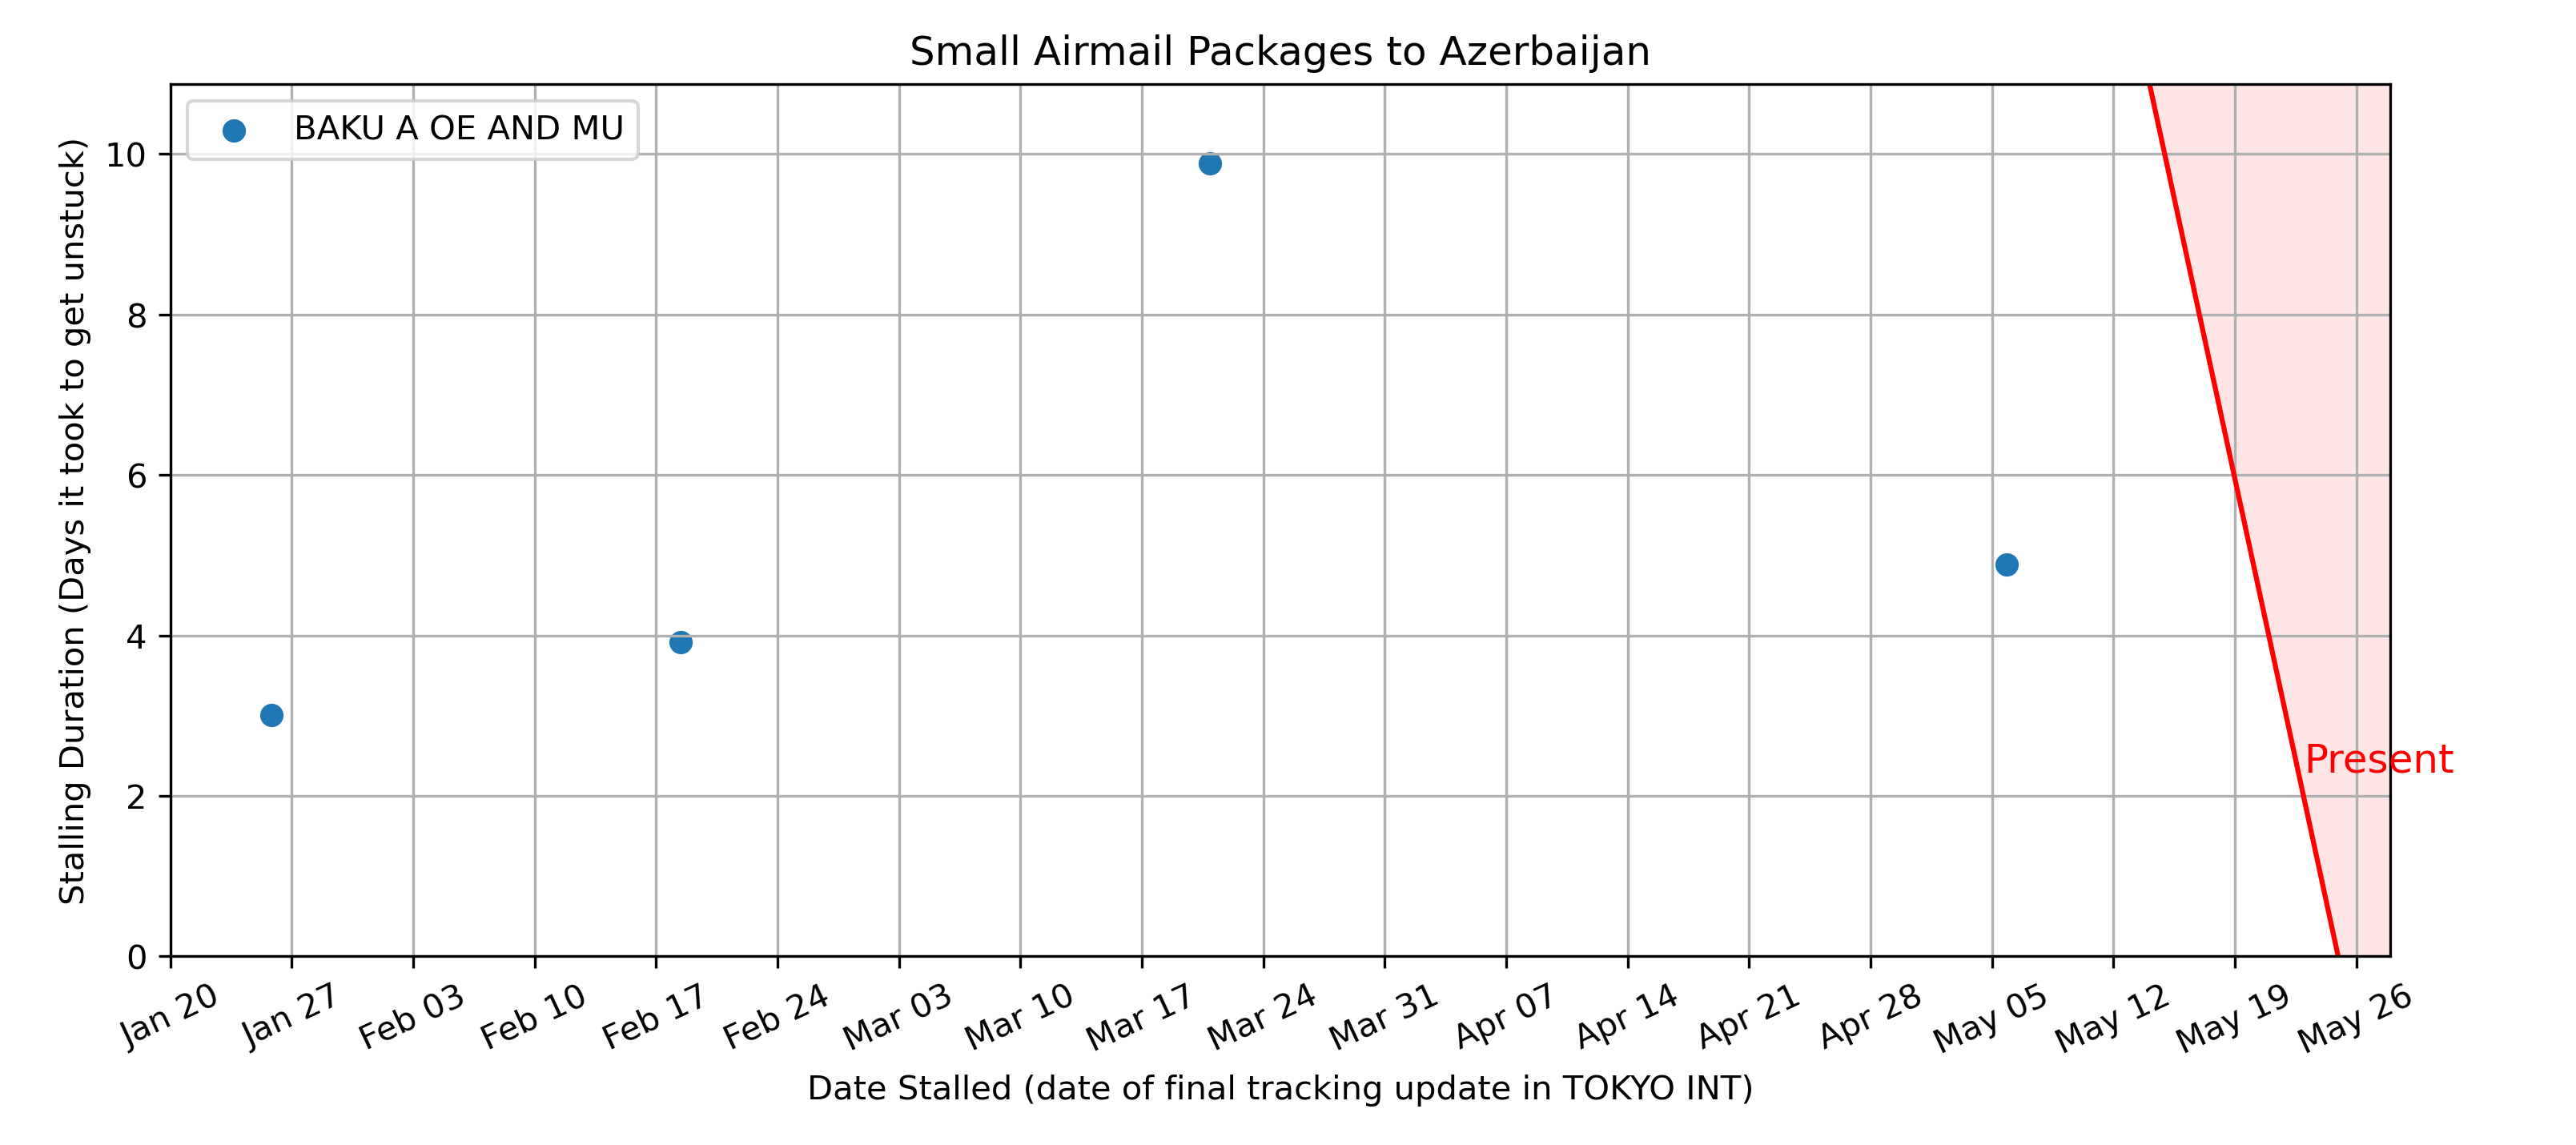 Small Airmail Packages to Azerbaijan
BAKU A OE AND MU
Stalling Duration (Days it took to get unstuck)
10
8
6
4
2
0
Present
Jan 20 Jan 27 Feb 03 Feb 10 Feb 17 Feb 24 Mar 03 Mar 10 Mar 17 Mar 24 Mar 31 Apr 07 Apr 14 Apr 21 Apr 28 May 05 May 12 May 19 May 26
Date Stalled (date of final tracking update in TOKYO INT)